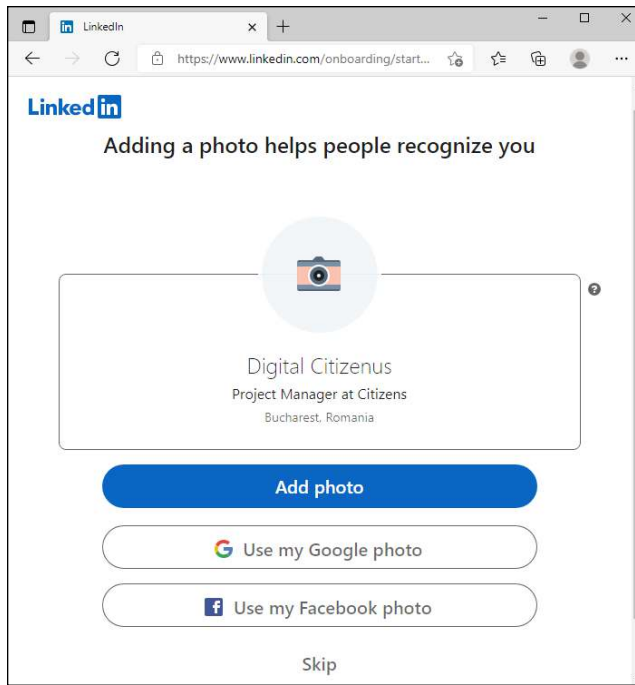 LinkedIn
https://www.linkedin.com/onboarding/start...
Linked in
Adding a photo helps people recognize you
Digital Citizenus
Project Manager at Citizens
Bucharest, Romania
Add photo
Use my Google photo
Use my Facebook photo
Skip